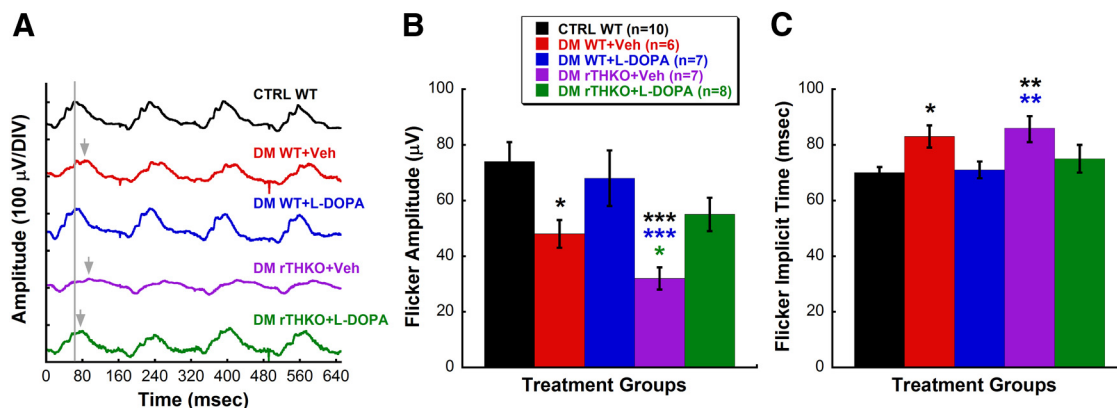 A
CTRL WT
DM WT+Veh
DM WT+L-DOPA
DM rTHKO+Veh
DM rTHKO+L-DOPA
Amplitude (100 μV/DIV)
0 80 160 240 320 400 480 560 640
Time (msec)
B
CTRL WT (n=10)
DM WT+Veh (n=6)
DM WT+L-DOPA (n=7)
DM rTHKO+Veh (n=7)
DM rTHKO+L-DOPA (n=8)
Flicker Amplitude (μV)
100
80
60
40
20
0
*
***
***
*
Treatment Groups
C
Flicker Implicit Time (msec)
100
80
60
40
20
0
*
**
**
Treatment Groups